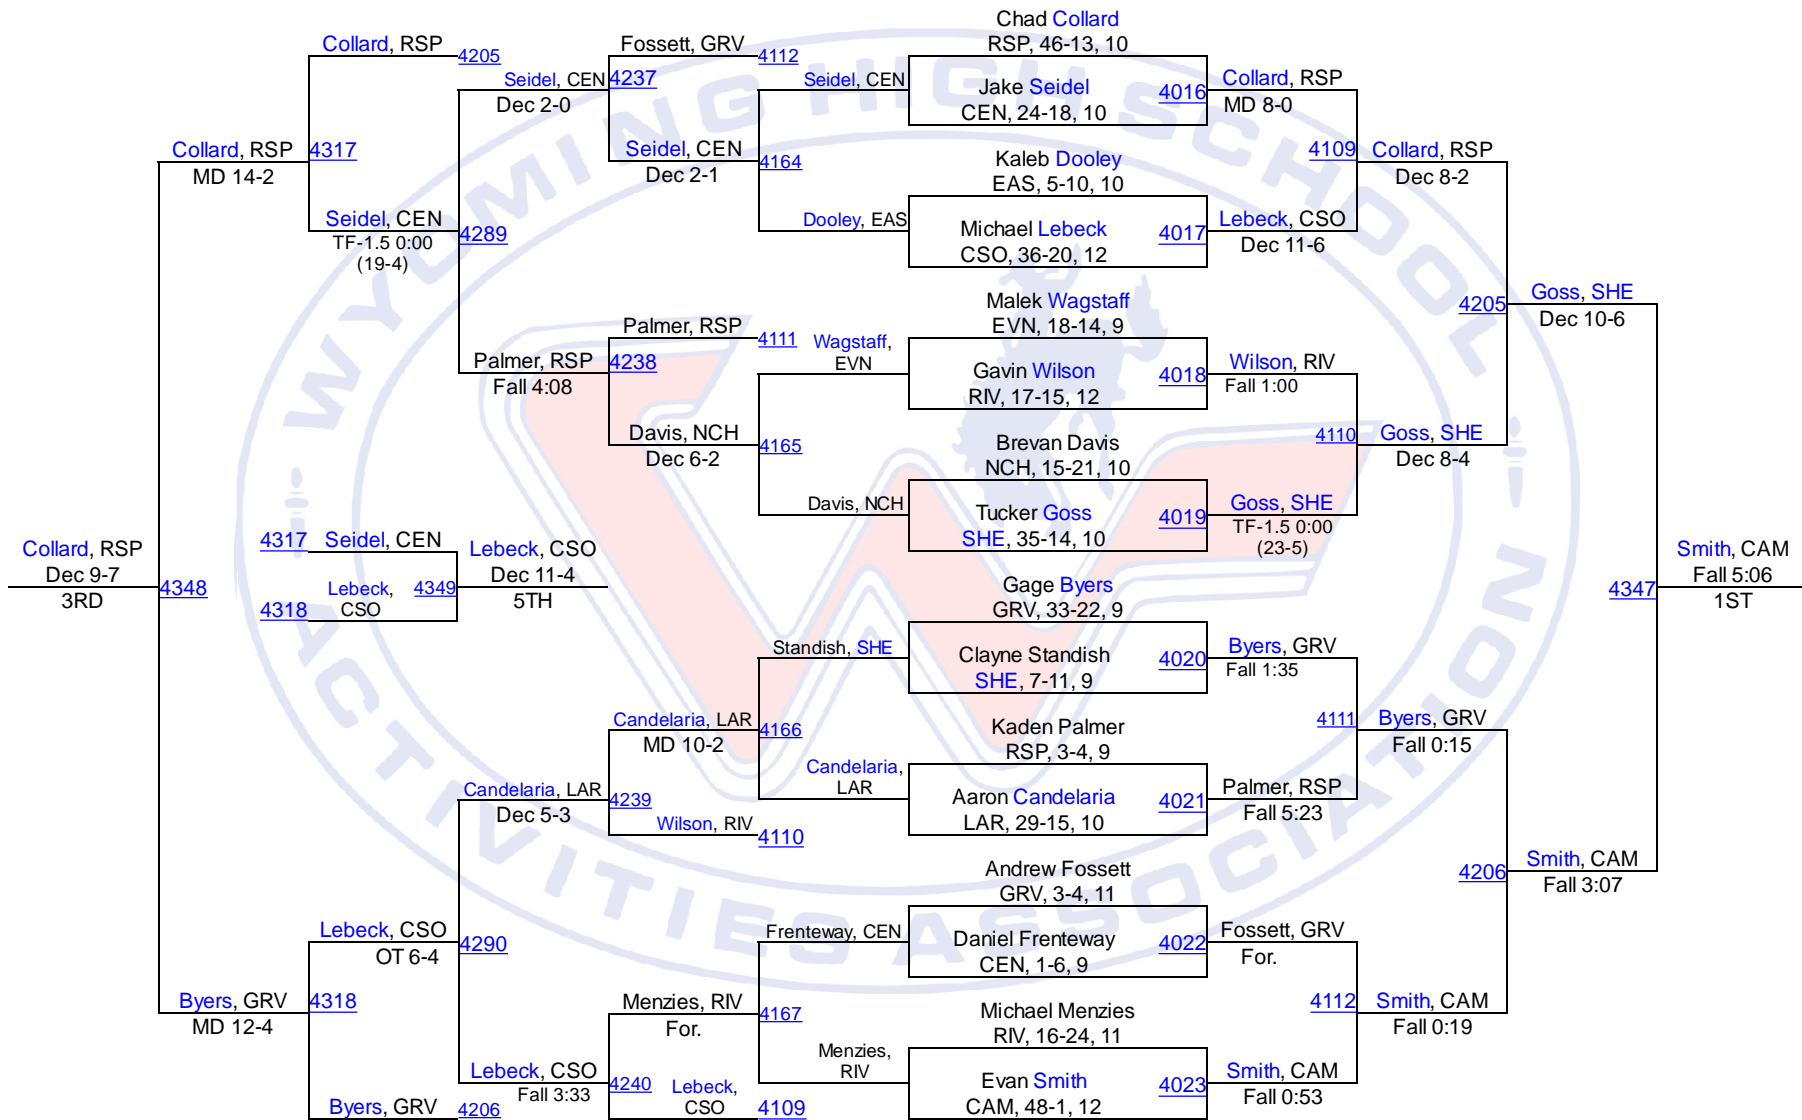 Chad Collard
RSP, 46-13, 10
Collard, RSP
4205
Fossett, GRV
4112
Seidel, CEN
Dec 2-0
4237
Seidel, CEN
Jake Seidel
CEN, 24-18, 10
4016
Collard, RSP
MD 8-0
Collard, RSP
MD 14-2
4317
Seidel, CEN
Dec 2-1
4164
Kaleb Dooley
EAS, 5-10, 10
4109
Collard, RSP
Dec 8-2
Seidel, CEN
TF-1.5 0:00
(19-4)
4289
Dooley, EAS
Michael Lebeck
CSO, 36-20, 12
4017
Lebeck, CSO
Dec 11-6
Malek Wagstaff
EVN, 18-14, 9
4205
Goss, SHE
Dec 10-6
Palmer, RSP
4111
Wagstaff,
EVN
Palmer, RSP
Fall 4:08
4238
Gavin Wilson
RIV, 17-15, 12
4018
Wilson, RIV
Fall 1:00
Davis, NCH
Dec 6-2
4165
Brevan Davis
NCH, 15-21, 10
4110
Goss, SHE
Dec 8-4
Davis, NCH
Tucker Goss
SHE, 35-14, 10
4019
Goss, SHE
TF-1.5 0:00
(23-5)
Collard, RSP
Dec 9-7
3RD
4348
4317
Seidel, CEN
4318
Lebeck,
CSO
4349
Lebeck, CSO
Dec 11-4
5TH
Gage Byers
GRV, 33-22, 9
4347
Smith, CAM
Fall 5:06
1ST
Standish, SHE
Clayne Standish
SHE, 7-11, 9
4020
Byers, GRV
Fall 1:35
Candelaria, LAR
MD 10-2
4166
Kaden Palmer
RSP, 3-4, 9
4111
Byers, GRV
Fall 0:15
Candelaria, LAR
Dec 5-3
4239
Candelaria,
LAR
Aaron Candelaria
LAR, 29-15, 10
4021
Palmer, RSP
Fall 5:23
Wilson, RIV
4110
Andrew Fossett
GRV, 3-4, 11
4206
Smith, CAM
Fall 3:07
Lebeck, CSO
OT 6-4
4290
Frenteway, CEN
Daniel Frenteway
CEN, 1-6, 9
4022
Fossett, GRV
For.
Byers, GRV
MD 12-4
4318
Menzies, RIV
For.
4167
Michael Menzies
RIV, 16-24, 11
4112
Smith, CAM
Fall 0:19
Lebeck, CSO
Fall 3:33
4240
Menzies,
RIV
Evan Smith
CAM, 48-1, 12
4023
Smith, CAM
Fall 0:53
Byers, GRV
4206
Lebeck,
CSO
4109
WYOMING HIGH SCHOOL
ACTIVITIES ASSOCIATION